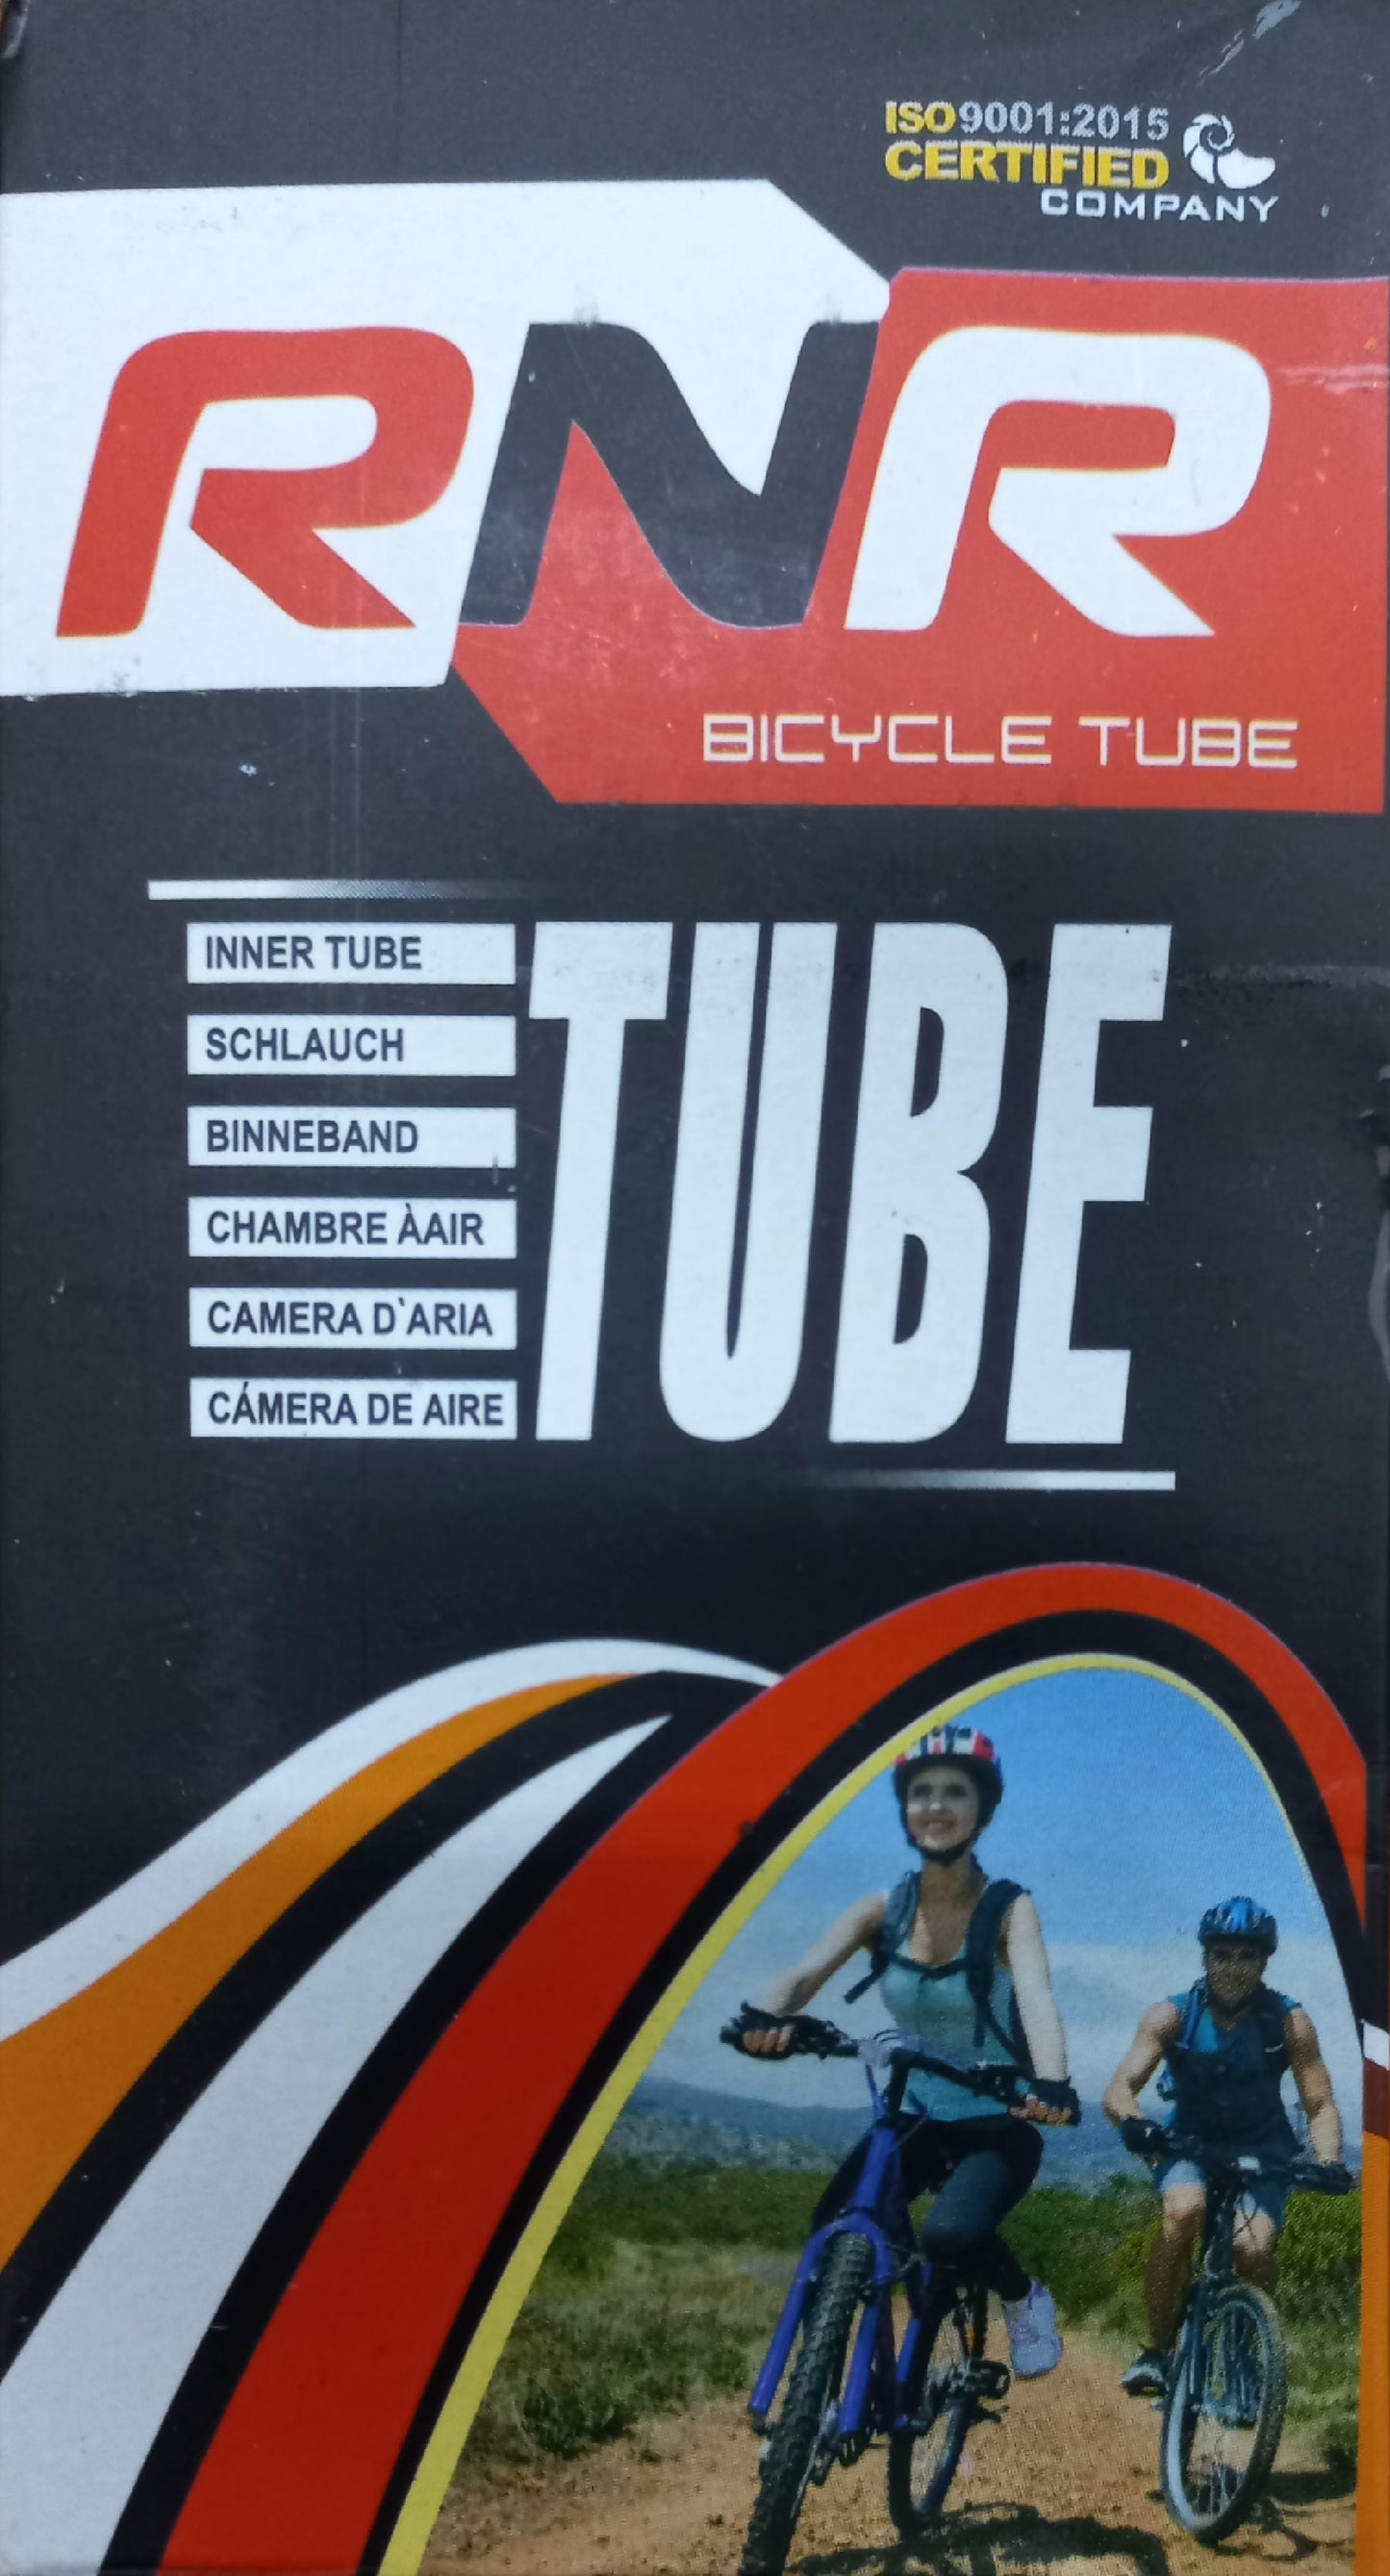 ISO9001:2015
CERTIFIED
COMPANY
RNR
BICYCLE TUBE
INNER TUBE
SCHLAUCH
BINNEBAND
CHAMBRE ÀAIR
CAMERA D`ARIA
CÁMERA DE AIRE
TUBE